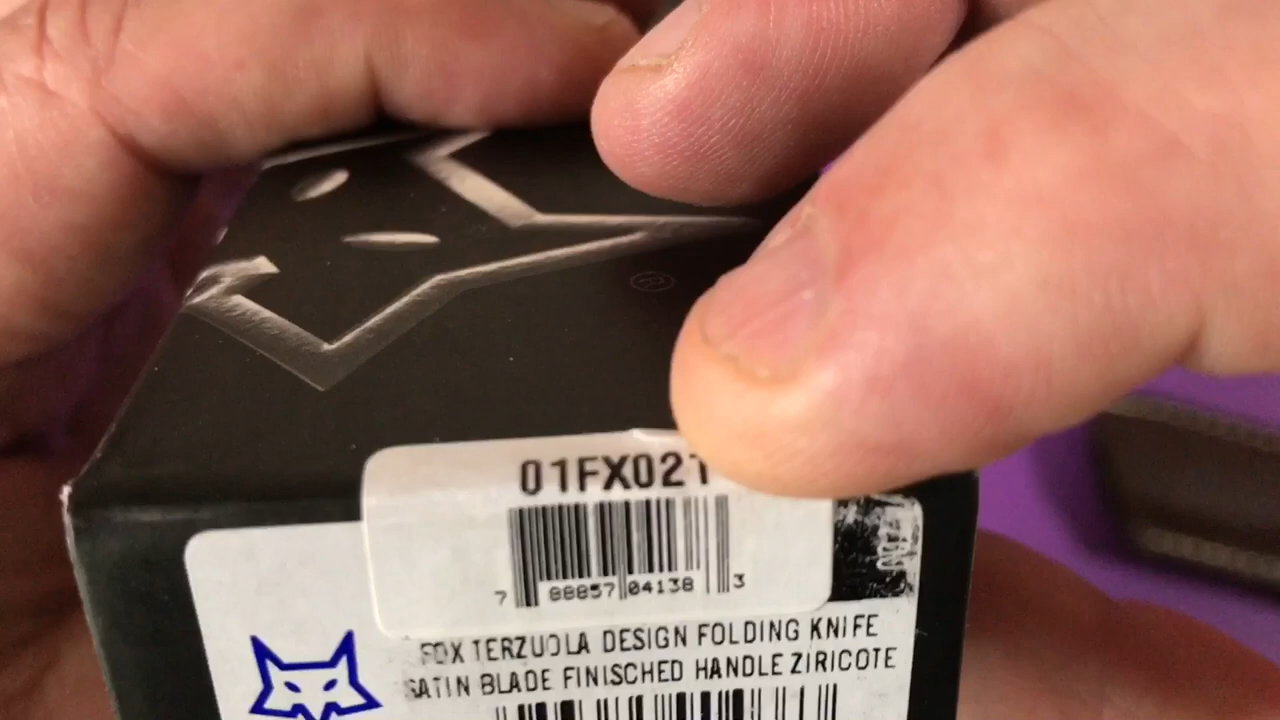 ®
01FX021
7 88857 04138 3
FOX TERZUOLA DESIGN FOLDING KNIFE
SATIN BLADE FINISCHED HANDLE ZIRICOTE